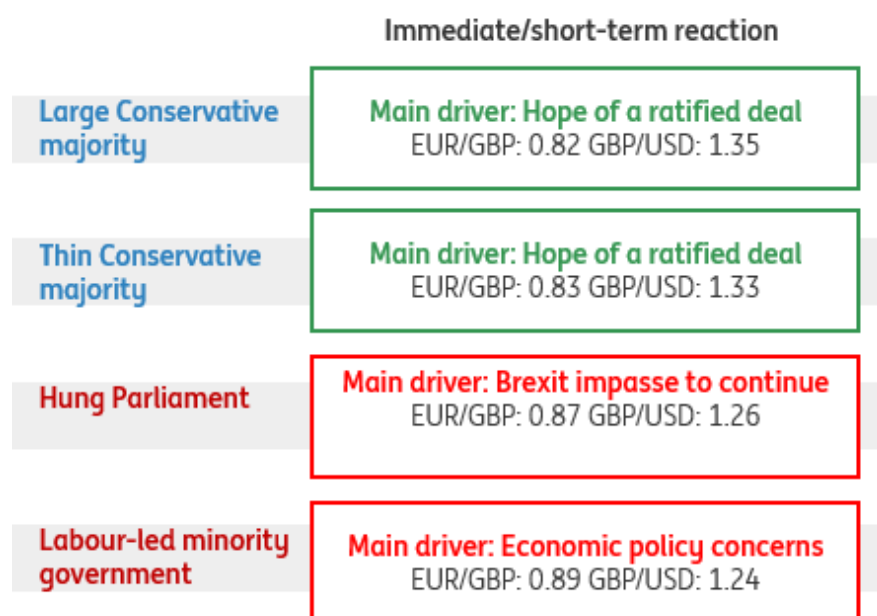 Immediate/short-term reaction
Large Conservative
majority
Main driver: Hope of a ratified deal
EUR/GBP: 0.82 GBP/USD: 1.35
Thin Conservative
majority
Main driver: Hope of a ratified deal
EUR/GBP: 0.83 GBP/USD: 1.33
Hung Parliament
Main driver: Brexit impasse to continue
EUR/GBP: 0.87 GBP/USD: 1.26
Labour-led minority
government
Main driver: Economic policy concerns
EUR/GBP: 0.89 GBP/USD: 1.24